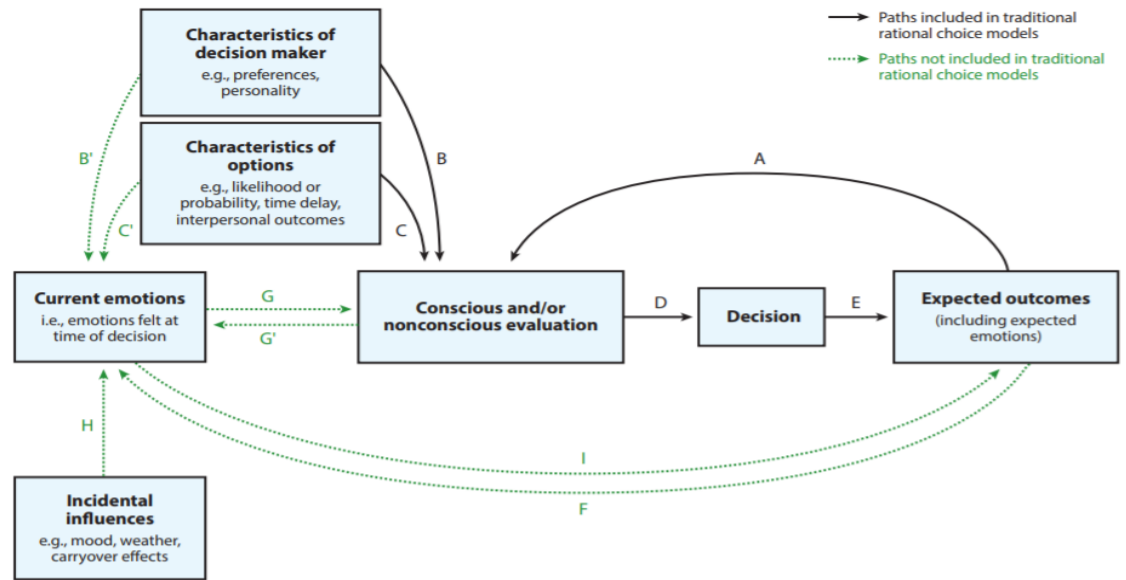 Characteristics of
decision maker
e.g., preferences,
personality
Paths included in traditional
rational choice models
Paths not included in traditional
rational choice models
Characteristics of
options
e.g., likelihood or
probability, time delay,
interpersonal outcomes
B'
B
A
C'
C
Current emotions
i.e., emotions felt at
time of decision
G
G'
Conscious and/or
nonconscious evaluation
D
Decision
E
Expected outcomes
(including expected
emotions)
H
I
F
Incidental
influences
e.g., mood, weather,
carryover effects